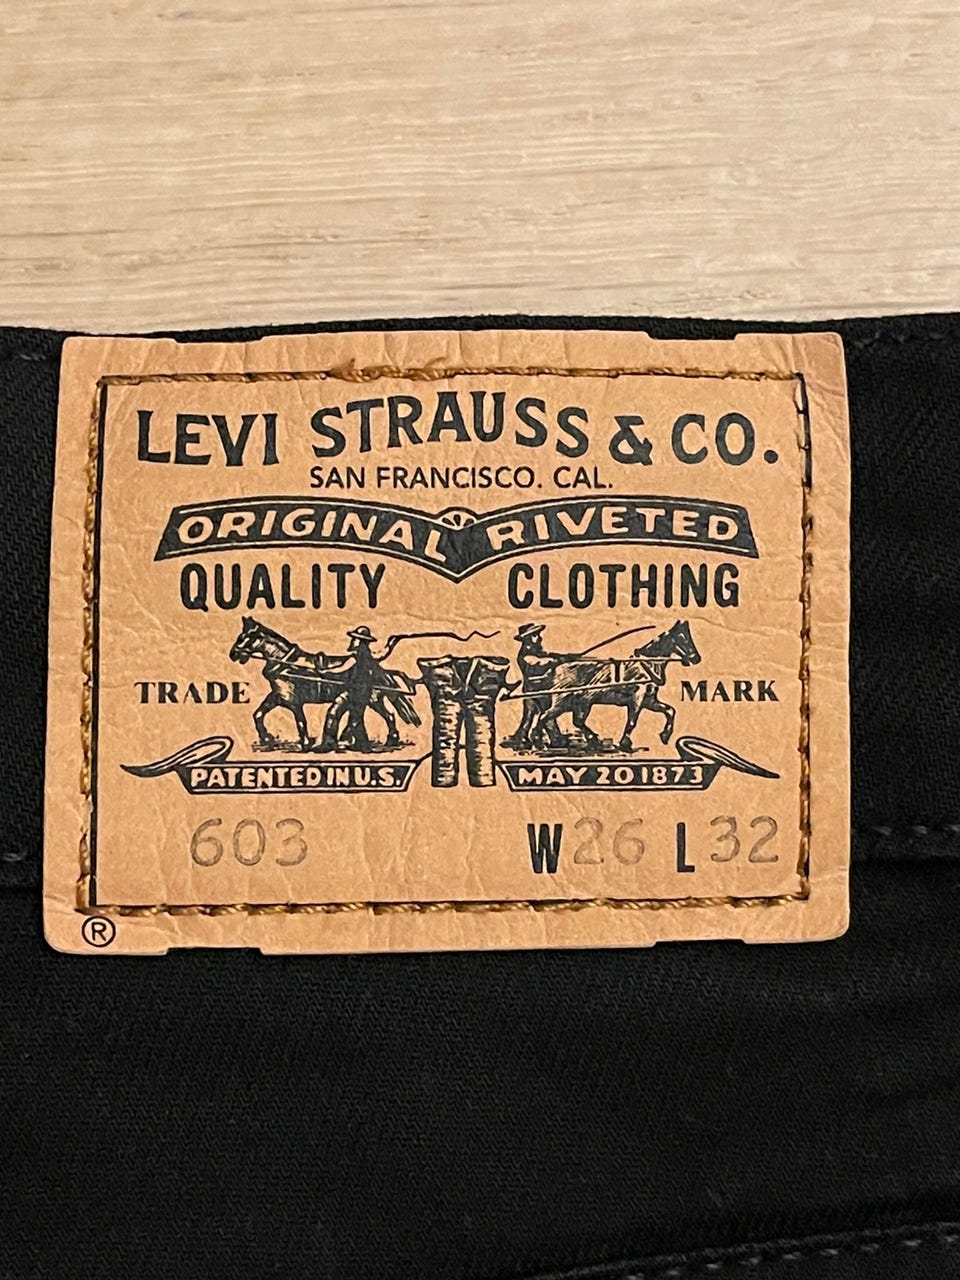 LEVI STRAUSS & CO.
SAN FRANCISCO. CAL.
ORIGINAL RIVETED
QUALITY CLOTHING
TRADE MARK
PATENTED IN U.S. MAY 20 1873
603 W26 L32
®